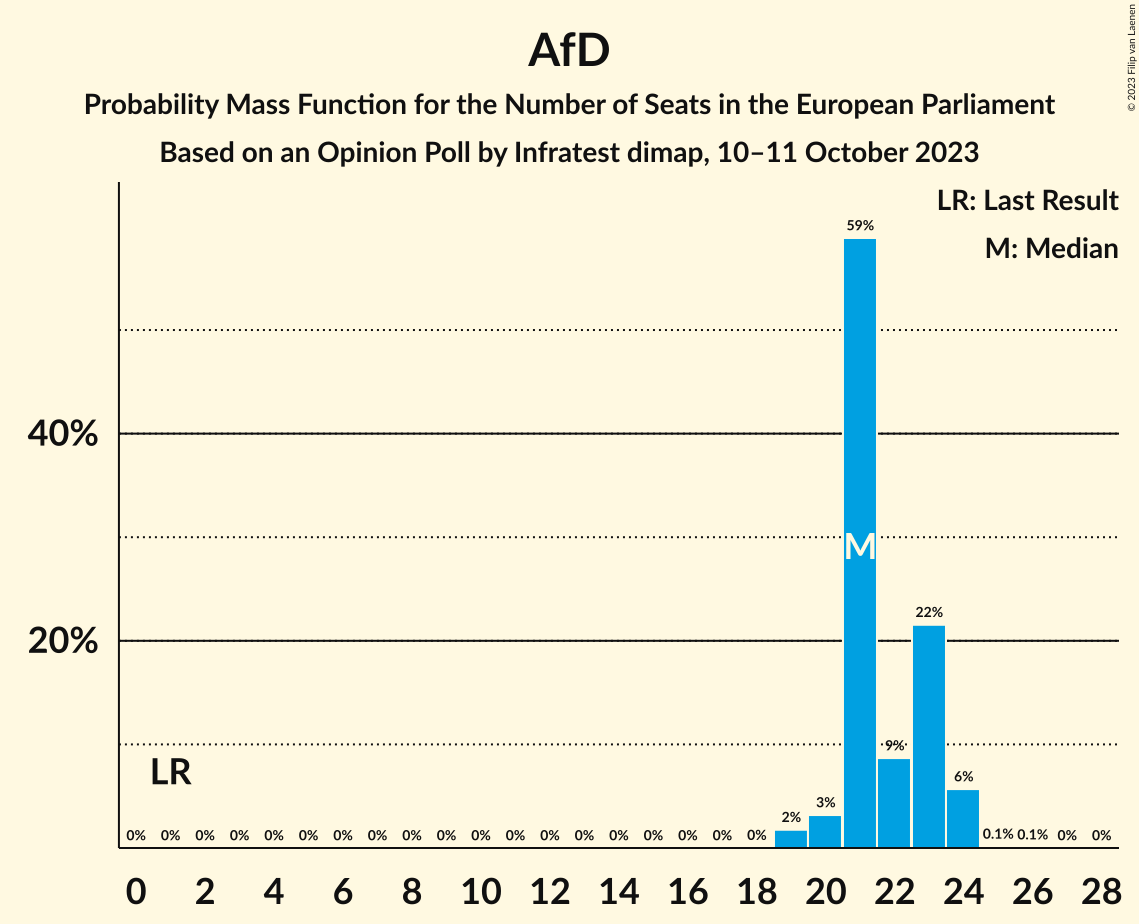 AfD
Probability Mass Function for the Number of Seats in the European Parliament
Based on an Opinion Poll by Infratest dimap, 10–11 October 2023
© 2023 Filip van Laenen
LR: Last Result
M: Median
59%
40%
M
22%
20%
9%
LR
6%
3%
2%
0% 0% 0% 0% 0% 0% 0% 0% 0% 0% 0% 0% 0% 0% 0% 0% 0% 0% 0% 0.1% 0.1% 0% 0%
0 2 4 6 8 10 12 14 16 18 20 22 24 26 28